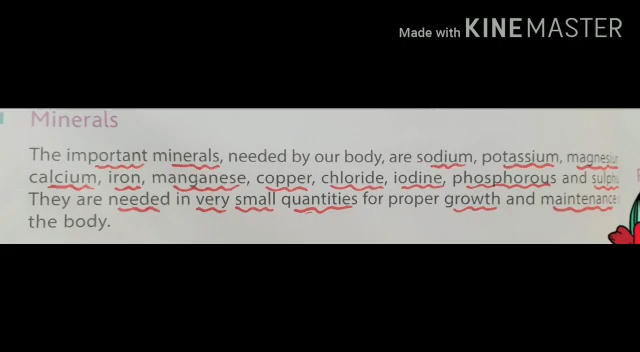 Made with KINEMASTER
Minerals
The important minerals, needed by our body, are sodium, potassium,
calcium, iron, manganese, copper, chloride, iodine, phosphorous and
They are needed in very small quantities for proper growth and maintenance
the body.